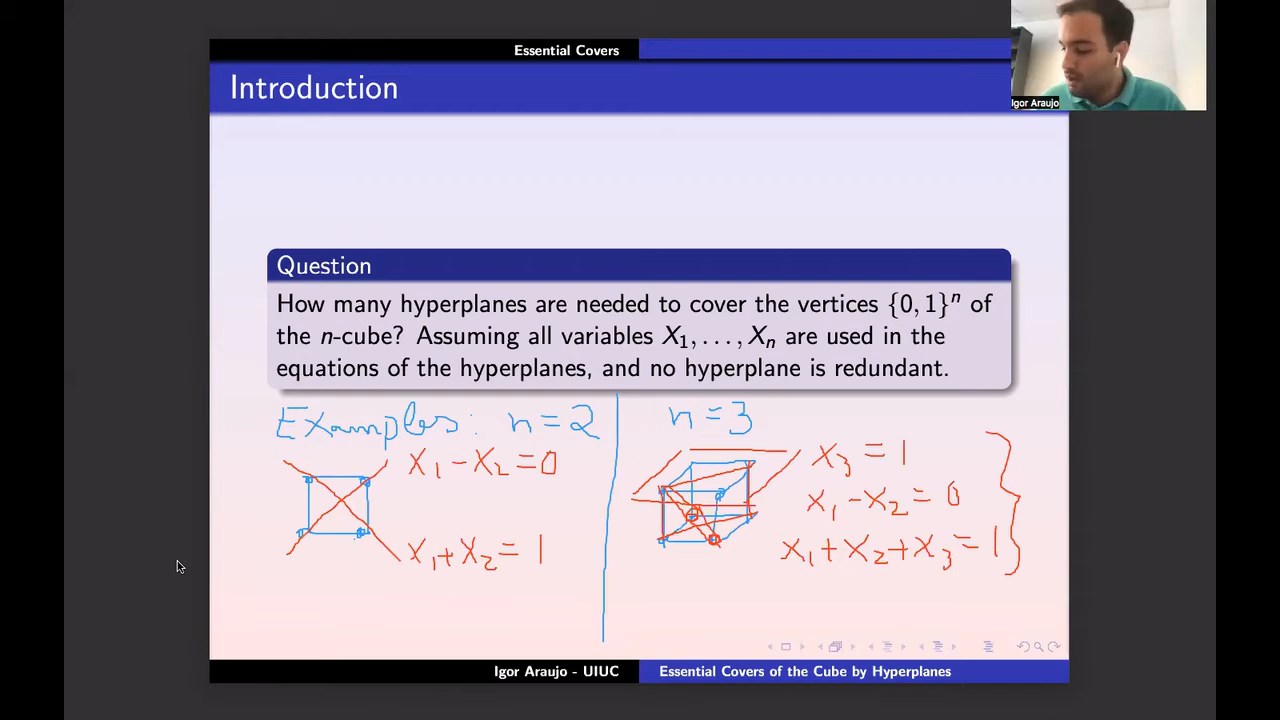 Essential Covers
Introduction
Igor Araujo
Question
How many hyperplanes are needed to cover the vertices {0, 1}ⁿ of
the n-cube? Assuming all variables X₁, . . . , Xₙ are used in the
equations of the hyperplanes, and no hyperplane is redundant.
Examples: n=2
x₁-x₂=0
x₁+x₂=1
n=3
x₃=1
x₁-x₂=0
x₁+x₂+x₃=1
Igor Araujo - UIUC
Essential Covers of the Cube by Hyperplanes